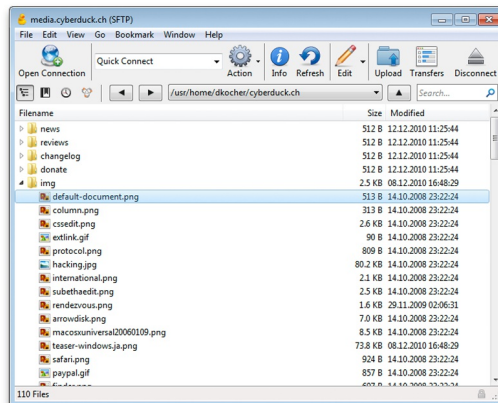 media.cyberduck.ch (SFTP)
File Edit View Go Bookmark Window Help
Quick Connect
Open Connection Action Info Refresh Edit Upload Transfers Disconnect
/usr/home/dkocher/cyberduck.ch Search...
Filename Size Modified
news 512 B 12.12.2010 11:25:44
reviews 512 B 12.12.2010 11:25:44
changelog 512 B 12.12.2010 11:25:44
donate 512 B 12.12.2010 11:25:44
img 2.5 KB 08.12.2010 16:48:29
default-document.png 513 B 14.10.2008 23:22:24
column.png 313 B 14.10.2008 23:22:24
cssedit.png 2.6 KB 14.10.2008 23:22:24
extlink.gif 90 B 14.10.2008 23:22:24
protocol.png 809 B 14.10.2008 23:22:24
hacking.jpg 80.2 KB 14.10.2008 23:22:24
international.png 2.1 KB 14.10.2008 23:22:24
subethaedit.png 2.5 KB 14.10.2008 23:22:24
rendezvous.png 1.6 KB 29.11.2009 02:06:31
arrowdisk.png 7.0 KB 14.10.2008 23:22:24
macosxuniversal20060109.png 8.5 KB 14.10.2008 23:22:24
teaser-windows.ja.png 73.8 KB 08.12.2010 16:48:29
safari.png 924 B 14.10.2008 23:22:24
paypal.gif 857 B 14.10.2008 23:22:24
110 Files